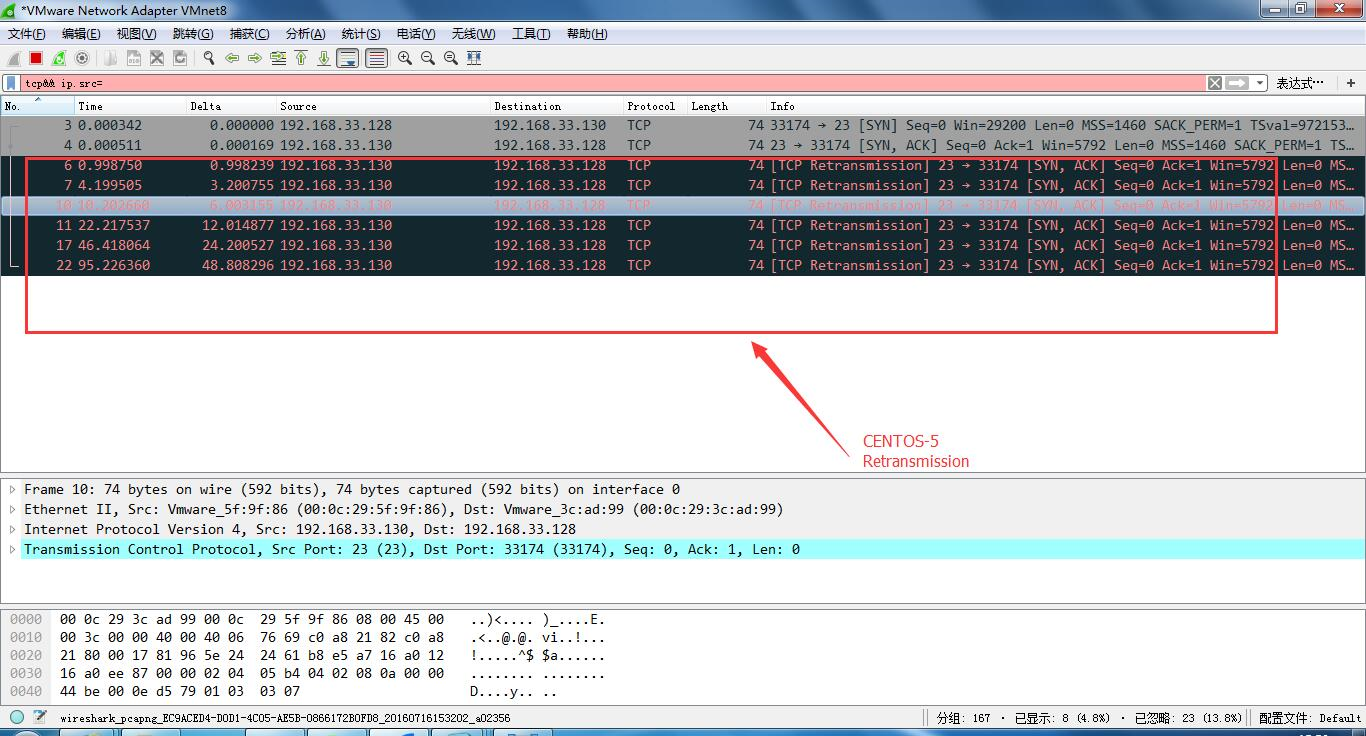 *VMware Network Adapter VMnet8
文件(F) 编辑(E) 视图(V) 跳转(G) 捕获(C) 分析(A) 统计(S) 电话(Y) 无线(W) 工具(T) 帮助(H)
tcp&& ip.src= 表达式… +
No. Time Delta Source Destination Protocol Length Info
3 0.000342 0.000000 192.168.33.128 192.168.33.130 TCP 74 33174 → 23 [SYN] Seq=0 Win=29200 Len=0 MSS=1460 SACK_PERM=1 TSval=972153…
4 0.000511 0.000169 192.168.33.130 192.168.33.128 TCP 74 23 → 33174 [SYN, ACK] Seq=0 Ack=1 Win=5792 Len=0 MSS=1460 SACK_PERM=1 TS…
6 0.998750 0.998239 192.168.33.130 192.168.33.128 TCP 74 [TCP Retransmission] 23 → 33174 [SYN, ACK] Seq=0 Ack=1 Win=5792 Len=0 MS…
7 4.199505 3.200755 192.168.33.130 192.168.33.128 TCP 74 [TCP Retransmission] 23 → 33174 [SYN, ACK] Seq=0 Ack=1 Win=5792 Len=0 MS…
10 10.202660 6.003155 192.168.33.130 192.168.33.128 TCP 74 [TCP Retransmission] 23 → 33174 [SYN, ACK] Seq=0 Ack=1 Win=5792 Len=0 MS…
11 22.217537 12.014877 192.168.33.130 192.168.33.128 TCP 74 [TCP Retransmission] 23 → 33174 [SYN, ACK] Seq=0 Ack=1 Win=5792 Len=0 MS…
17 46.418064 24.200527 192.168.33.130 192.168.33.128 TCP 74 [TCP Retransmission] 23 → 33174 [SYN, ACK] Seq=0 Ack=1 Win=5792 Len=0 MS…
22 95.226360 48.808296 192.168.33.130 192.168.33.128 TCP 74 [TCP Retransmission] 23 → 33174 [SYN, ACK] Seq=0 Ack=1 Win=5792 Len=0 MS…
CENTOS-5
Retransmission
Frame 10: 74 bytes on wire (592 bits), 74 bytes captured (592 bits) on interface 0
Ethernet II, Src: Vmware_5f:9f:86 (00:0c:29:5f:9f:86), Dst: Vmware_3c:ad:99 (00:0c:29:3c:ad:99)
Internet Protocol Version 4, Src: 192.168.33.130, Dst: 192.168.33.128
Transmission Control Protocol, Src Port: 23 (23), Dst Port: 33174 (33174), Seq: 0, Ack: 1, Len: 0
0000 00 0c 29 3c ad 99 00 0c 29 5f 9f 86 08 00 45 00 ..)<.... )_....E.
0010 00 3c 00 00 40 00 40 06 76 69 c0 a8 21 82 c0 a8 .<..@.@. vi..!...
0020 21 80 00 17 81 96 5e 24 24 61 b8 e5 a7 16 a0 12 !.....^$ $a......
0030 16 a0 ee 87 00 00 02 04 05 b4 04 02 08 0a 00 00 ........ ........
0040 44 be 00 0e d5 79 01 03 03 07 D....y.. ..
wireshark_pcapng_EC9ACED4-D0D1-4C05-AE5B-0866172B0FD8_20160716153202_a02356 分组: 167 · 已显示: 8 (4.8%) · 已忽略: 23 (13.8%) 配置文件: Default